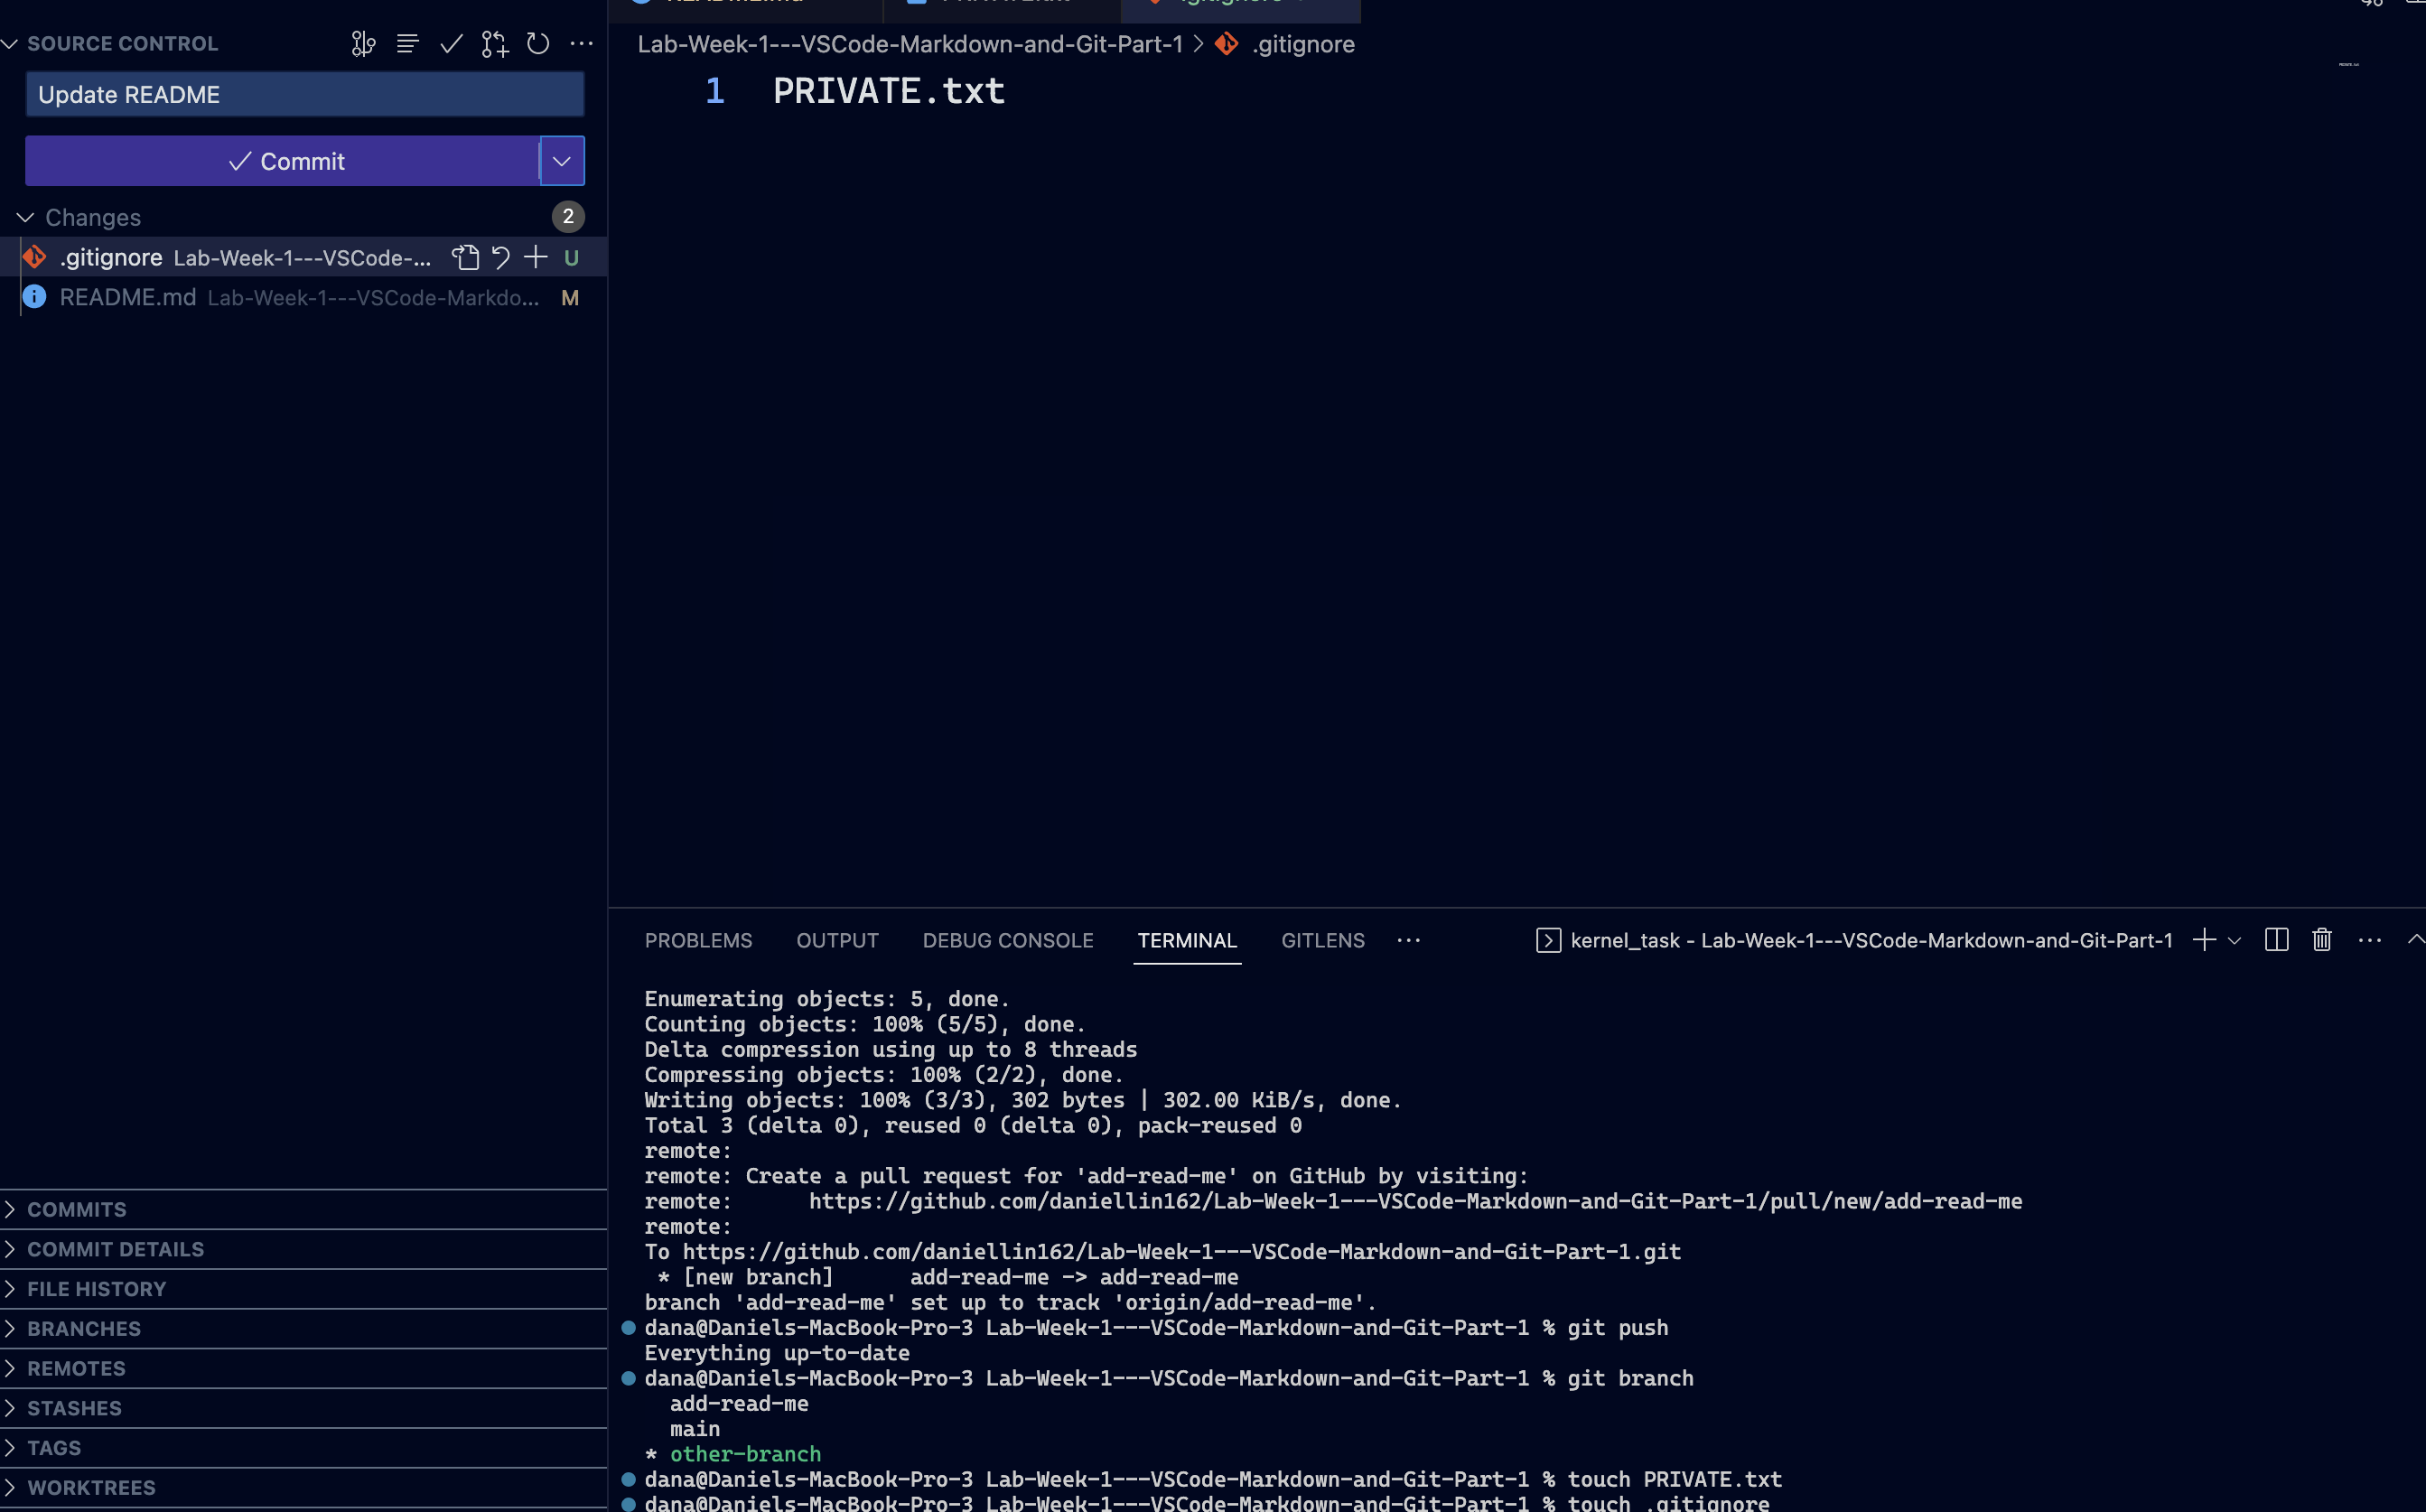 SOURCE CONTROL
Update README
Commit
Changes 2
.gitignore Lab-Week-1---VSCode-... U
README.md Lab-Week-1---VSCode-Markdo... M
COMMITS
COMMIT DETAILS
FILE HISTORY
BRANCHES
REMOTES
STASHES
TAGS
WORKTREES
Lab-Week-1---VSCode-Markdown-and-Git-Part-1 > .gitignore
1 PRIVATE.txt
PROBLEMS OUTPUT DEBUG CONSOLE TERMINAL GITLENS ... kernel_task - Lab-Week-1---VSCode-Markdown-and-Git-Part-1
Enumerating objects: 5, done.
Counting objects: 100% (5/5), done.
Delta compression using up to 8 threads
Compressing objects: 100% (2/2), done.
Writing objects: 100% (3/3), 302 bytes | 302.00 KiB/s, done.
Total 3 (delta 0), reused 0 (delta 0), pack-reused 0
remote:
remote: Create a pull request for 'add-read-me' on GitHub by visiting:
remote:      https://github.com/daniellin162/Lab-Week-1---VSCode-Markdown-and-Git-Part-1/pull/new/add-read-me
remote:
To https://github.com/daniellin162/Lab-Week-1---VSCode-Markdown-and-Git-Part-1.git
 * [new branch]      add-read-me -> add-read-me
branch 'add-read-me' set up to track 'origin/add-read-me'.
dana@Daniels-MacBook-Pro-3 Lab-Week-1---VSCode-Markdown-and-Git-Part-1 % git push
Everything up-to-date
dana@Daniels-MacBook-Pro-3 Lab-Week-1---VSCode-Markdown-and-Git-Part-1 % git branch
  add-read-me
  main
* other-branch
dana@Daniels-MacBook-Pro-3 Lab-Week-1---VSCode-Markdown-and-Git-Part-1 % touch PRIVATE.txt
dana@Daniels-MacBook-Pro-3 Lab-Week-1---VSCode-Markdown-and-Git-Part-1 % touch .gitignore